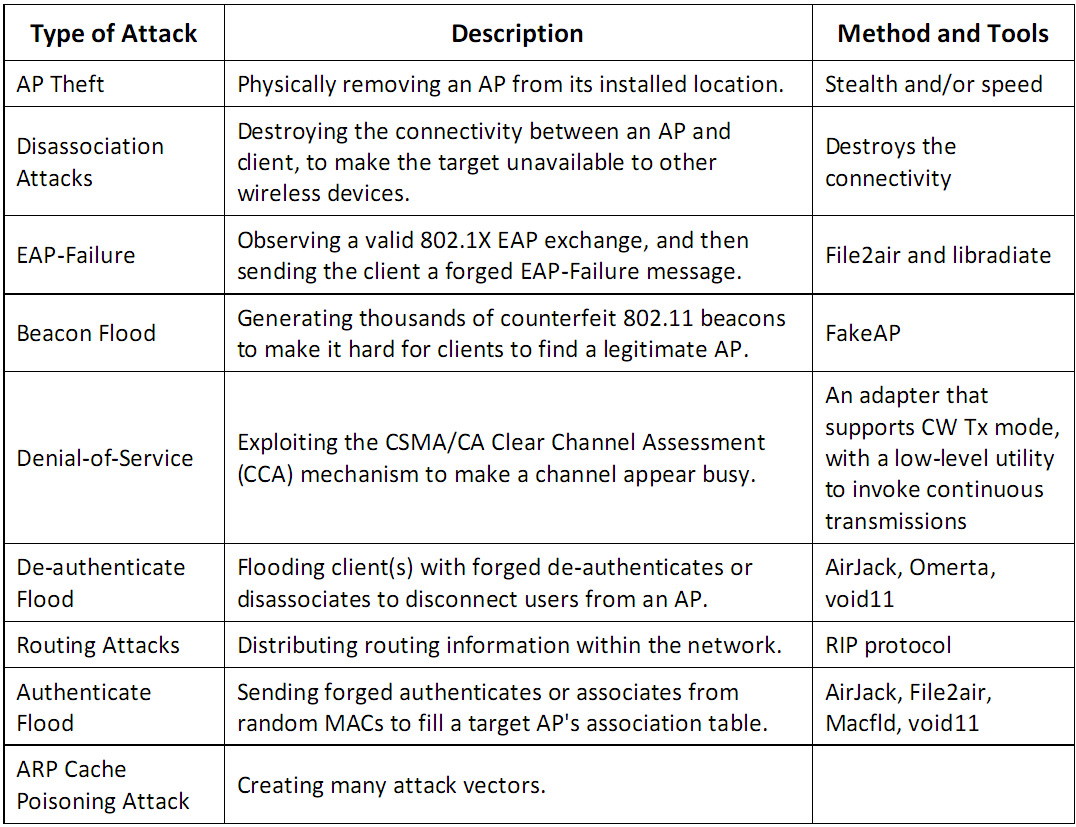 Type of Attack
Description
Method and Tools
AP Theft
Physically removing an AP from its installed location.
Stealth and/or speed
Disassociation
Attacks
Destroying the connectivity between an AP and
client, to make the target unavailable to other
wireless devices.
Destroys the
connectivity
EAP-Failure
Observing a valid 802.1X EAP exchange, and then
sending the client a forged EAP-Failure message.
File2air and libradiate
Beacon Flood
Generating thousands of counterfeit 802.11 beacons
to make it hard for clients to find a legitimate AP.
FakeAP
Denial-of-Service
Exploiting the CSMA/CA Clear Channel Assessment
(CCA) mechanism to make a channel appear busy.
An adapter that
supports CW Tx mode,
with a low-level utility
to invoke continuous
transmissions
De-authenticate
Flood
Flooding client(s) with forged de-authenticates or
disassociates to disconnect users from an AP.
AirJack, Omerta,
void11
Routing Attacks
Distributing routing information within the network.
RIP protocol
Authenticate
Flood
Sending forged authenticates or associates from
random MACs to fill a target AP's association table.
AirJack, File2air,
Macfld, void11
ARP Cache
Poisoning Attack
Creating many attack vectors.